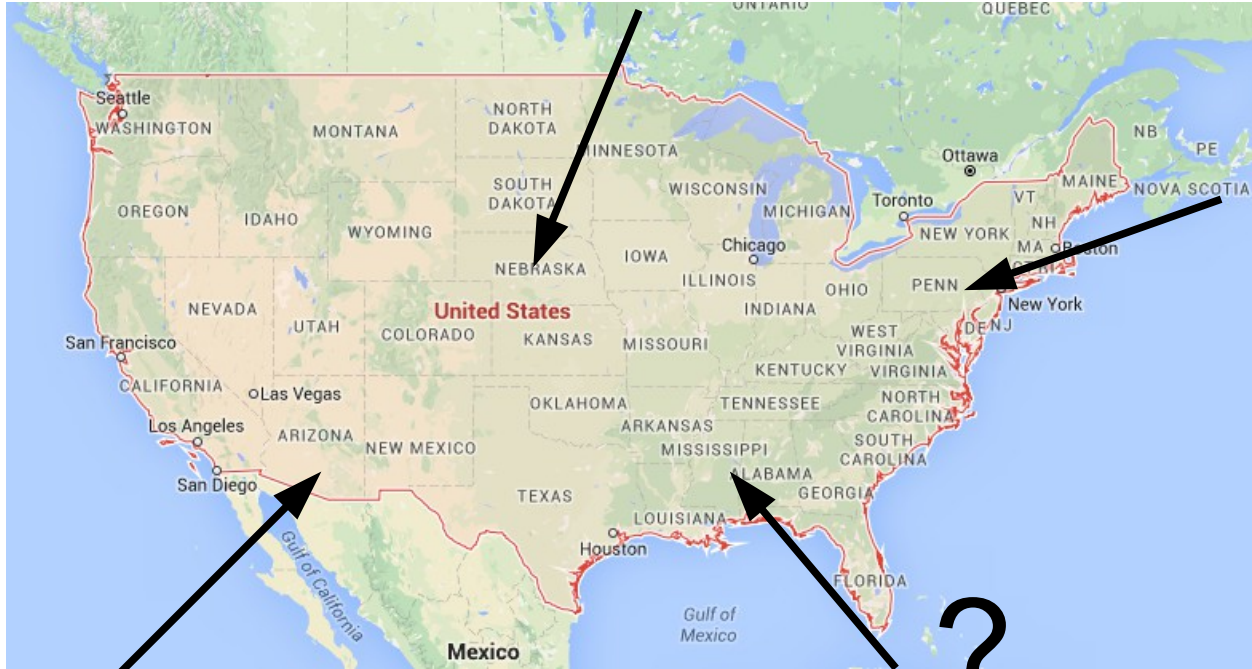 ONTARIO
QUEBEC
Seattle
WASHINGTON
MONTANA
NORTH
DAKOTA
MINNESOTA
Ottawa
NB
PE
SOUTH
DAKOTA
WISCONSIN
MICHIGAN
Toronto
VT
MAINE
NOVA SCOTIA
OREGON
IDAHO
WYOMING
NEW YORK
NH
MA
Boston
CT RI
Chicago
IOWA
NEBRASKA
ILLINOIS
INDIANA
OHIO
PENN
New York
NEVADA
UTAH
United States
COLORADO
KANSAS
MISSOURI
WEST
VIRGINIA
DE
NJ
San Francisco
KENTUCKY
VIRGINIA
CALIFORNIA
Las Vegas
OKLAHOMA
TENNESSEE
NORTH
CAROLINA
Los Angeles
ARIZONA
NEW MEXICO
ARKANSAS
MISSISSIPPI
SOUTH
CAROLINA
San Diego
TEXAS
ALABAMA
GEORGIA
LOUISIANA
Houston
Gulf of California
FLORIDA
Gulf of
Mexico
Mexico
?